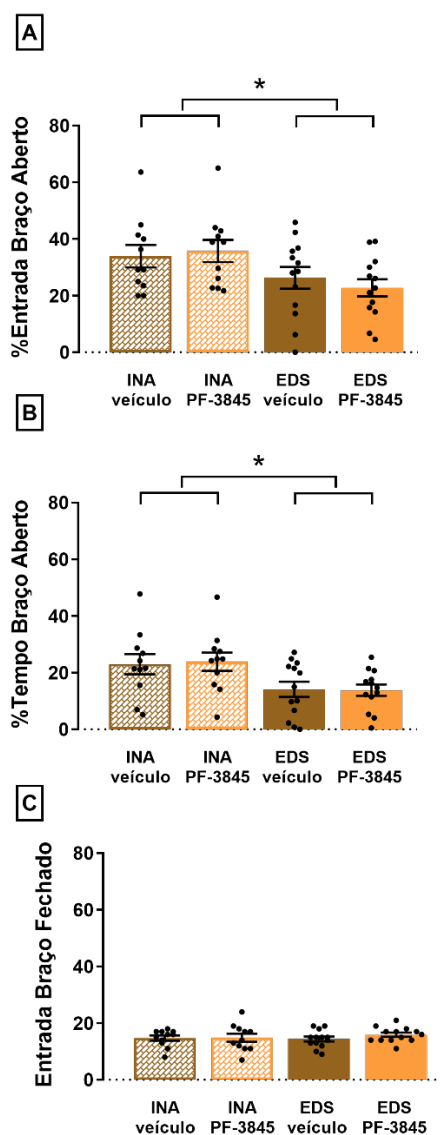 A
*
%Entrada Braço Aberto
80
60
40
20
0
INA
veículo
INA
PF-3845
EDS
veículo
EDS
PF-3845
B
*
%Tempo Braço Aberto
80
60
40
20
0
INA
veículo
INA
PF-3845
EDS
veículo
EDS
PF-3845
C
Entrada Braço Fechado
80
60
40
20
0
INA
veículo
INA
PF-3845
EDS
veículo
EDS
PF-3845